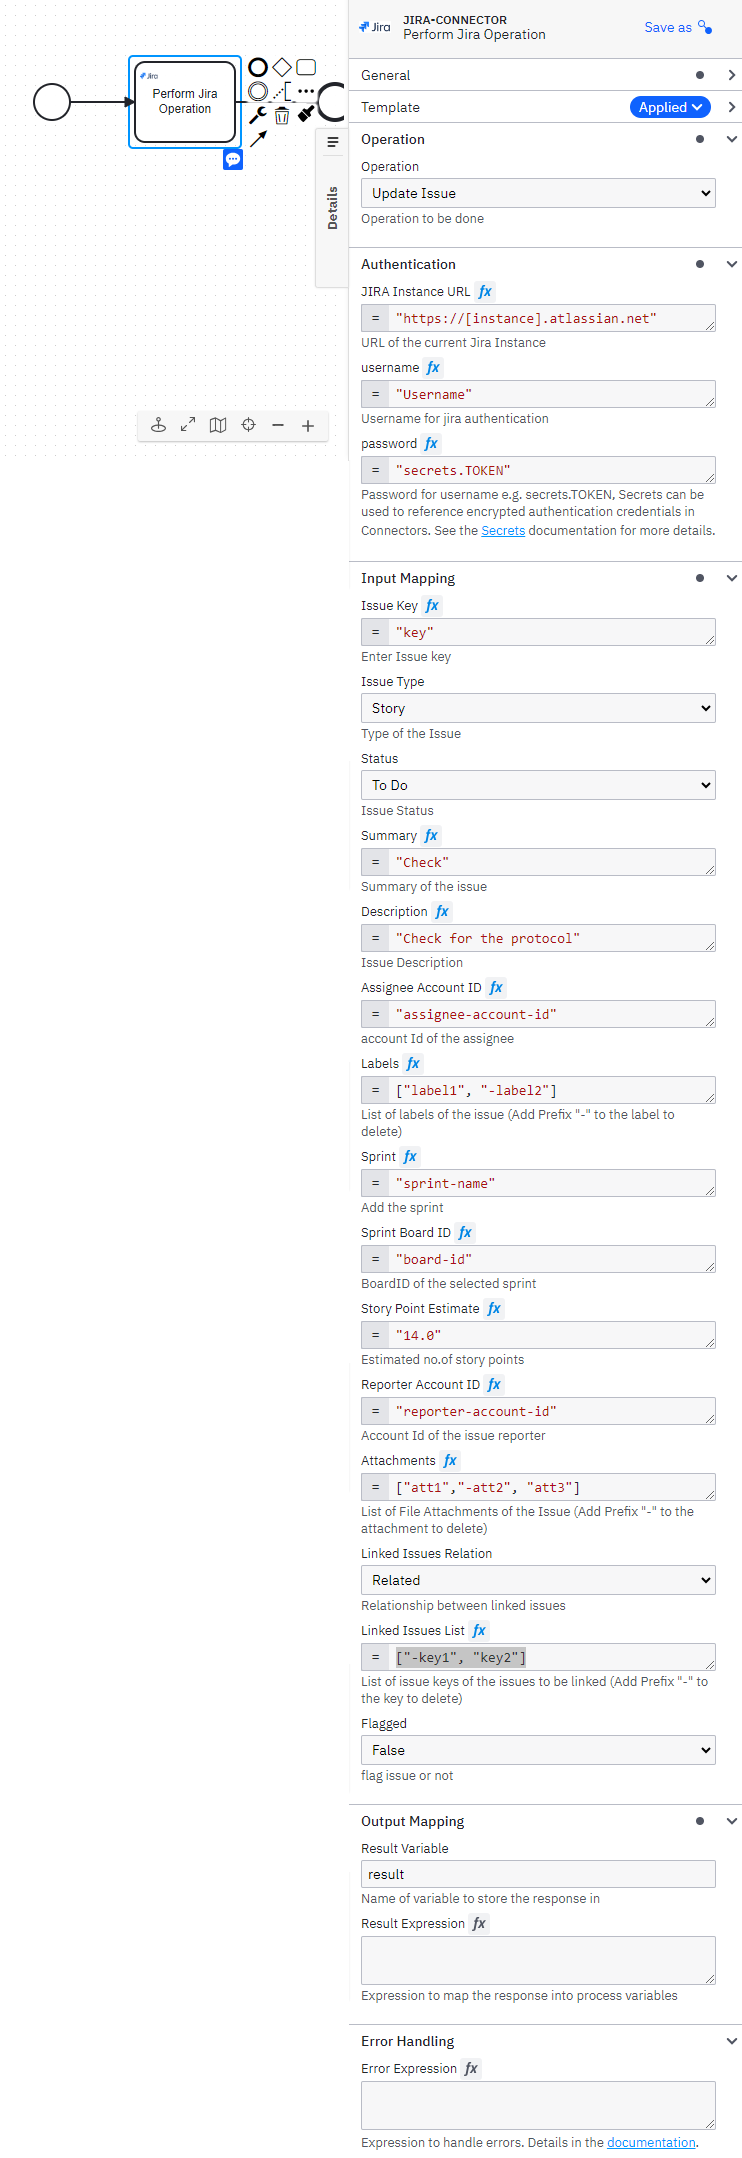 Jira
Perform Jira
Operation
Details
Jira
JIRA-CONNECTOR
Perform Jira Operation
Save as
General
Template
Applied
Operation
Operation
Update Issue
Operation to be done
Authentication
JIRA Instance URL fx
= "https://[instance].atlassian.net"
URL of the current Jira Instance
username fx
= "Username"
Username for jira authentication
password fx
= "secrets.TOKEN"
Password for username e.g. secrets.TOKEN, Secrets can be
used to reference encrypted authentication credentials in
Connectors. See the Secrets documentation for more details.
Input Mapping
Issue Key fx
= "key"
Enter Issue key
Issue Type
Story
Type of the Issue
Status
To Do
Issue Status
Summary fx
= "Check"
Summary of the issue
Description fx
= "Check for the protocol"
Issue Description
Assignee Account ID fx
= "assignee-account-id"
account Id of the assignee
Labels fx
= ["label1", "-label2"]
List of labels of the issue (Add Prefix "-" to the label to
delete)
Sprint fx
= "sprint-name"
Add the sprint
Sprint Board ID fx
= "board-id"
BoardID of the selected sprint
Story Point Estimate fx
= "14.0"
Estimated no.of story points
Reporter Account ID fx
= "reporter-account-id"
Account Id of the issue reporter
Attachments fx
= ["att1","-att2", "att3"]
List of File Attachments of the Issue (Add Prefix "-" to the
attachment to delete)
Linked Issues Relation
Related
Relationship between linked issues
Linked Issues List fx
= ["-key1", "key2"]
List of issue keys of the issues to be linked (Add Prefix "-" to
the key to delete)
Flagged
False
flag issue or not
Output Mapping
Result Variable
result
Name of variable to store the response in
Result Expression fx
Expression to map the response into process variables
Error Handling
Error Expression fx
Expression to handle errors. Details in the documentation.